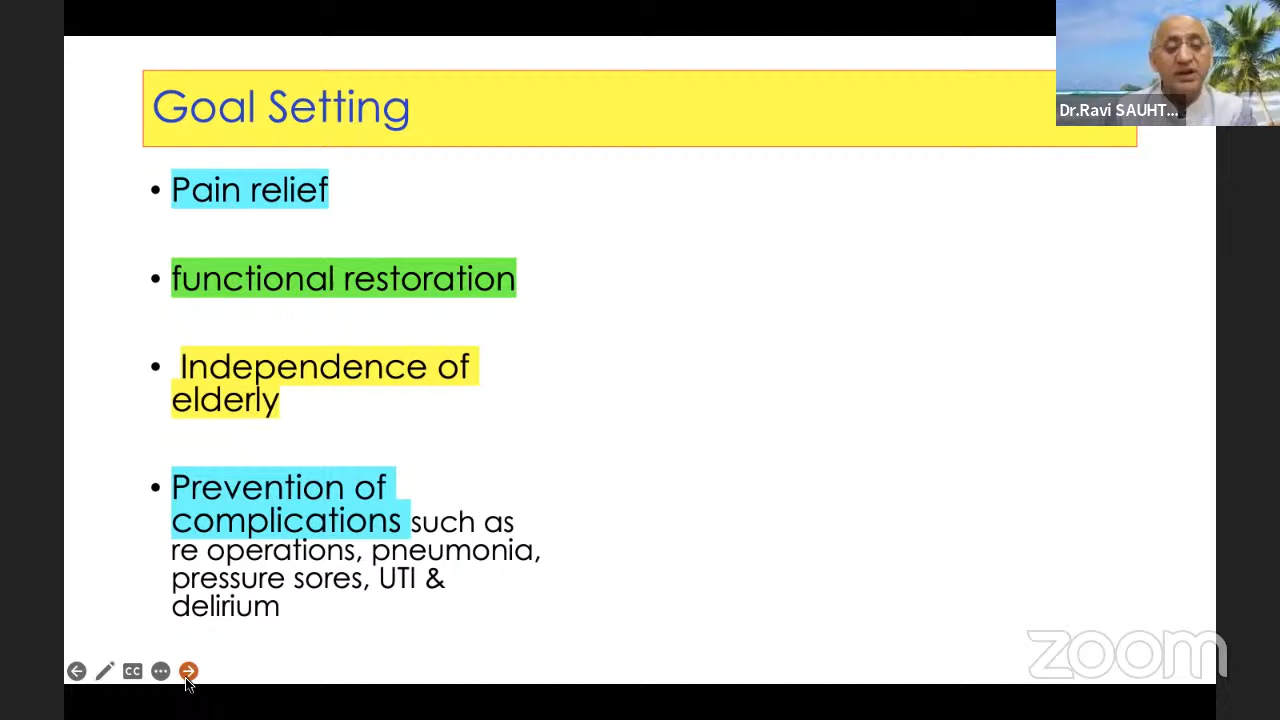 Goal Setting
Dr.Ravi SAUHT...
• Pain relief
• functional restoration
• Independence of
elderly
• Prevention of
complications such as
re operations, pneumonia,
pressure sores, UTI &
delirium
CC
zoom